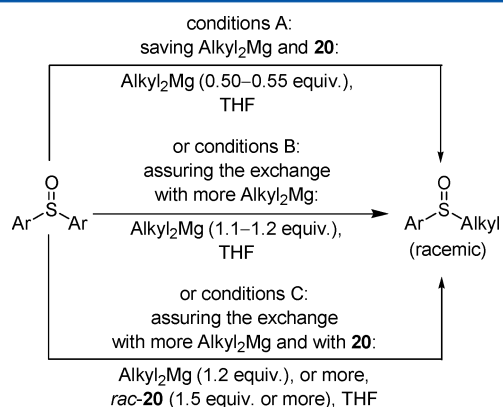 conditions A:
saving Alkyl₂Mg and 20:
Alkyl₂Mg (0.50–0.55 equiv.),
THF
or conditions B:
assuring the exchange
with more Alkyl₂Mg:
O
Ar S Ar
Alkyl₂Mg (1.1–1.2 equiv.),
THF
O
Ar S Alkyl
(racemic)
or conditions C:
assuring the exchange
with more Alkyl₂Mg and with 20:
Alkyl₂Mg (1.2 equiv.), or more,
rac-20 (1.5 equiv. or more), THF